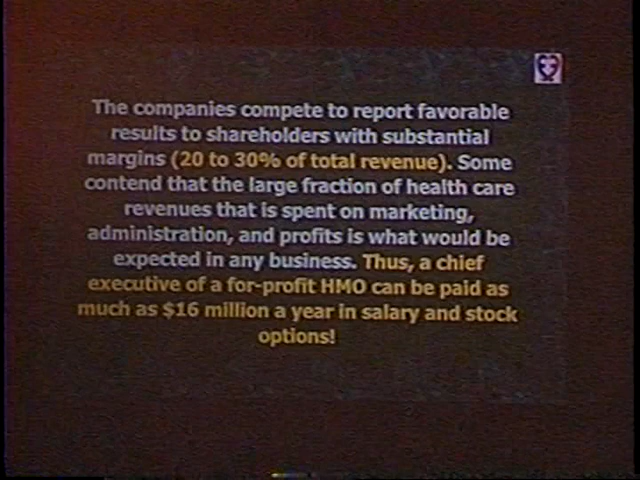 The companies compete to report favorable
results to shareholders with substantial
margins (20 to 30% of total revenue). Some
contend that the large fraction of health care
revenues that is spent on marketing,
administration, and profits is what would be
expected in any business. Thus, a chief
executive of a for-profit HMO can be paid as
much as $16 million a year in salary and stock
options!